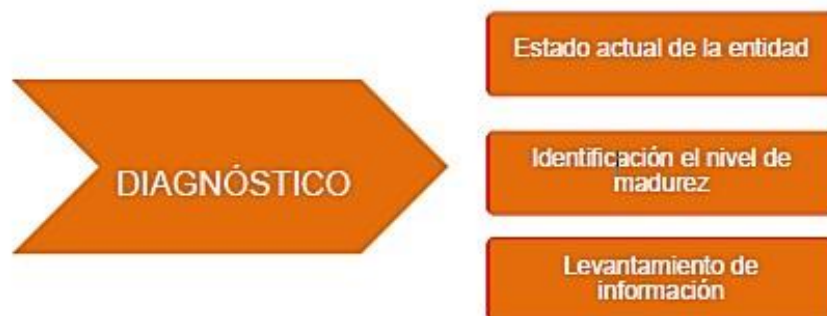 Estado actual de la entidad
DIAGNÓSTICO
Identificación el nivel de
madurez
Levantamiento de
información